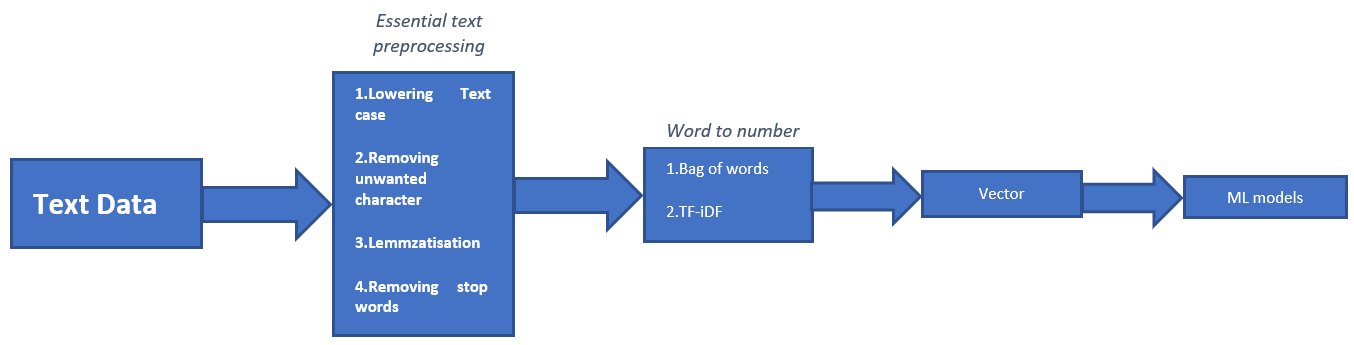 Essential text
preprocessing
Text Data
1.Lowering Text
case
2.Removing
unwanted
character
3.Lemmzatisation
4.Removing stop
words
Word to number
1.Bag of words
2.TF-iDF
Vector
ML models